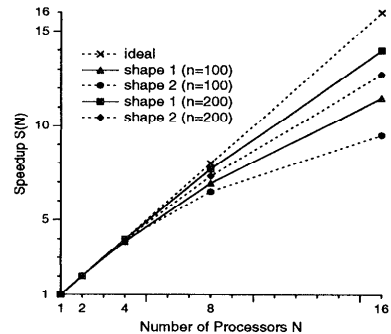 16
15
10
5
1
Speedup S(N)
ideal
shape 1 (n=100)
shape 2 (n=100)
shape 1 (n=200)
shape 2 (n=200)
1 2 4 8 16
Number of Processors N